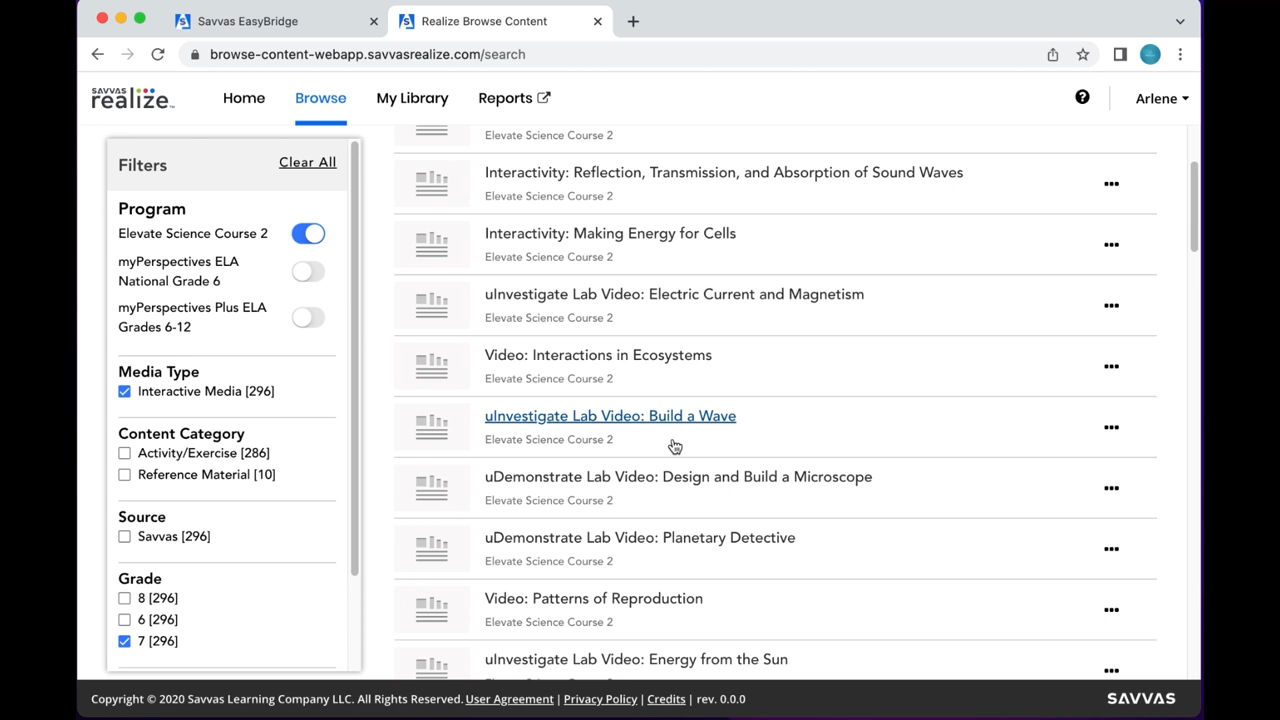 Savvas EasyBridge
Realize Browse Content
browse-content-webapp.savvasrealize.com/search
SAVVAS
realize™
Home
Browse
My Library
Reports
Arlene
Filters
Clear All
Program
Elevate Science Course 2
myPerspectives ELA
National Grade 6
myPerspectives Plus ELA
Grades 6-12
Media Type
Interactive Media [296]
Content Category
Activity/Exercise [286]
Reference Material [10]
Source
Savvas [296]
Grade
8 [296]
6 [296]
7 [296]
Elevate Science Course 2
Interactivity: Reflection, Transmission, and Absorption of Sound Waves
Elevate Science Course 2
Interactivity: Making Energy for Cells
Elevate Science Course 2
uInvestigate Lab Video: Electric Current and Magnetism
Elevate Science Course 2
Video: Interactions in Ecosystems
Elevate Science Course 2
uInvestigate Lab Video: Build a Wave
Elevate Science Course 2
uDemonstrate Lab Video: Design and Build a Microscope
Elevate Science Course 2
uDemonstrate Lab Video: Planetary Detective
Elevate Science Course 2
Video: Patterns of Reproduction
Elevate Science Course 2
uInvestigate Lab Video: Energy from the Sun
Copyright © 2020 Savvas Learning Company LLC. All Rights Reserved. User Agreement | Privacy Policy | Credits | rev. 0.0.0
SAVVAS